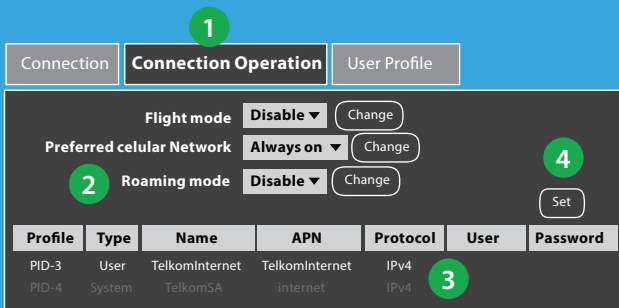 1
Connection Connection Operation User Profile
Flight mode Disable Change
Preferred celular Network Always on Change
4
2 Roaming mode Disable Change
Set
Profile Type Name APN Protocol User Password
PID-3 User TelkomInternet TelkomInternet IPv4
3
PID-4 System TelkomSA internet IPv4